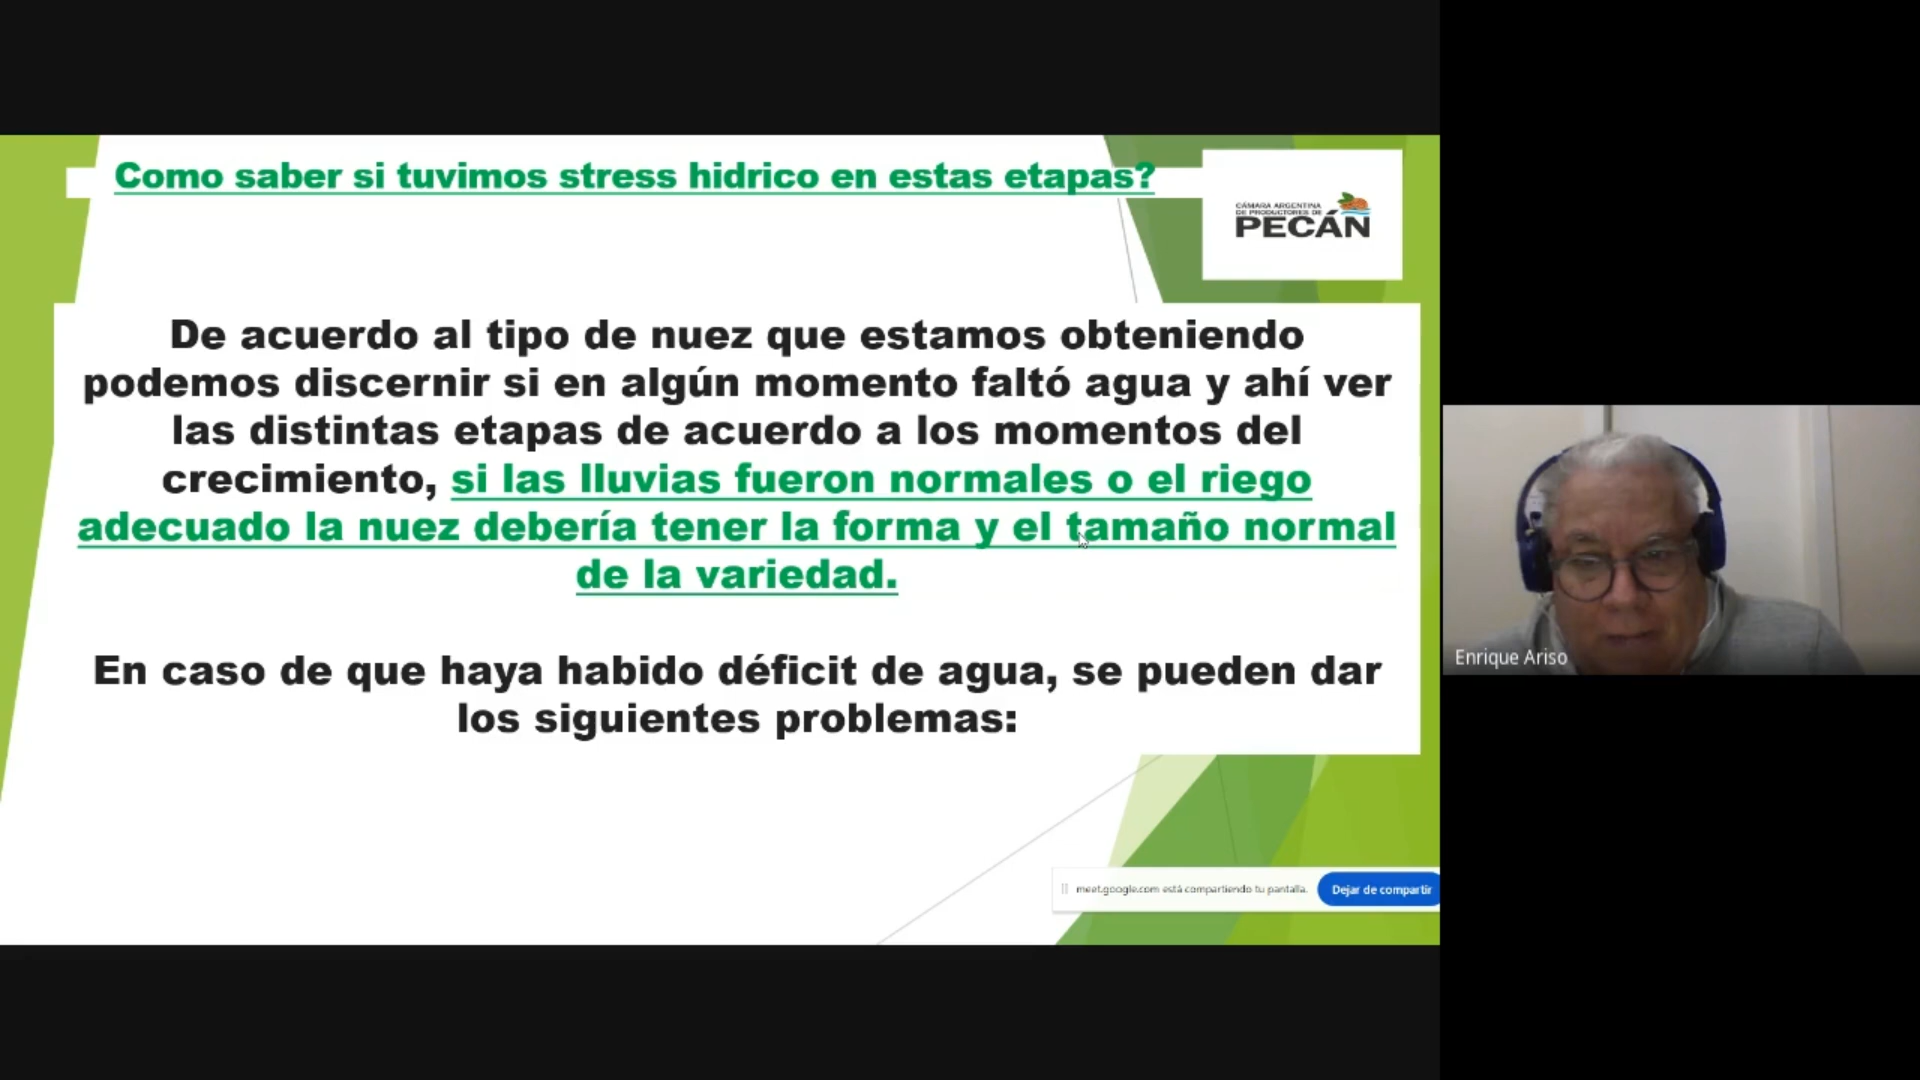 Como saber si tuvimos stress hidrico en estas etapas?
CÁMARA ARGENTINA
DE PRODUCTORES DE
PECÁN
De acuerdo al tipo de nuez que estamos obteniendo
podemos discernir si en algún momento faltó agua y ahí ver
las distintas etapas de acuerdo a los momentos del
crecimiento, si las lluvias fueron normales o el riego
adecuado la nuez debería tener la forma y el tamaño normal
de la variedad.
En caso de que haya habido déficit de agua, se pueden dar
los siguientes problemas:
Enrique Ariso
meet.google.com está compartiendo tu pantalla.
Dejar de compartir